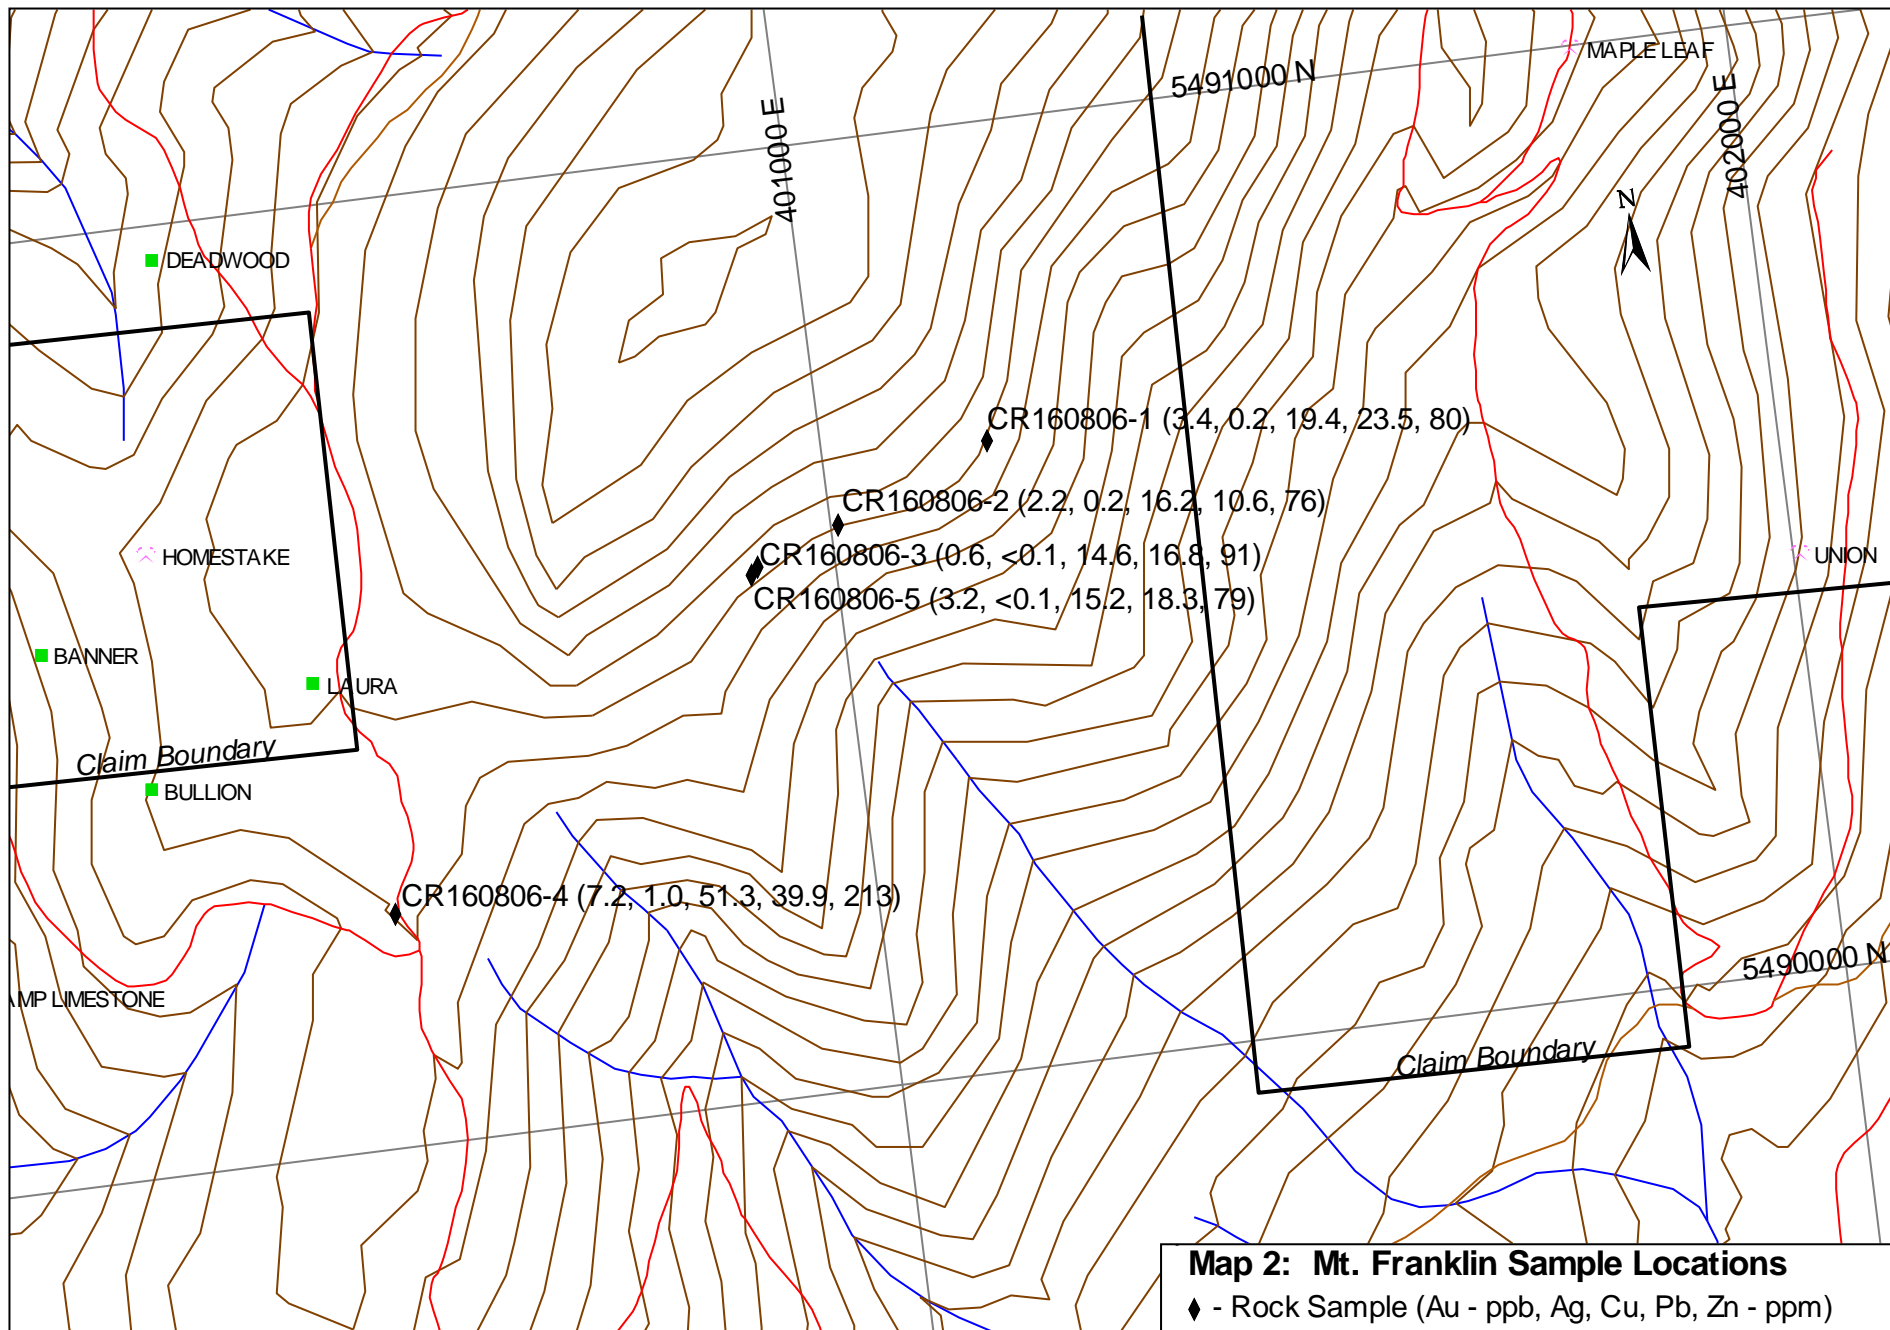 MAPLE LEAF
5491000 N
401000 E
402000 E
N
DEADWOOD
CR160806-1 (3.4, 0.2, 19.4, 23.5, 80)
CR160806-2 (2.2, 0.2, 16.2, 10.6, 76)
CR160806-3 (0.6, <0.1, 14.6, 16.8, 91)
HOMESTAKE
UNION
CR160806-5 (3.2, <0.1, 15.2, 18.3, 79)
BANNER
LAURA
Claim Boundary
BULLION
CR160806-4 (7.2, 1.0, 51.3, 39.9, 213)
5490000 N
AMP LIMESTONE
Claim Boundary
Map 2: Mt. Franklin Sample Locations
- Rock Sample (Au - ppb, Ag, Cu, Pb, Zn - ppm)